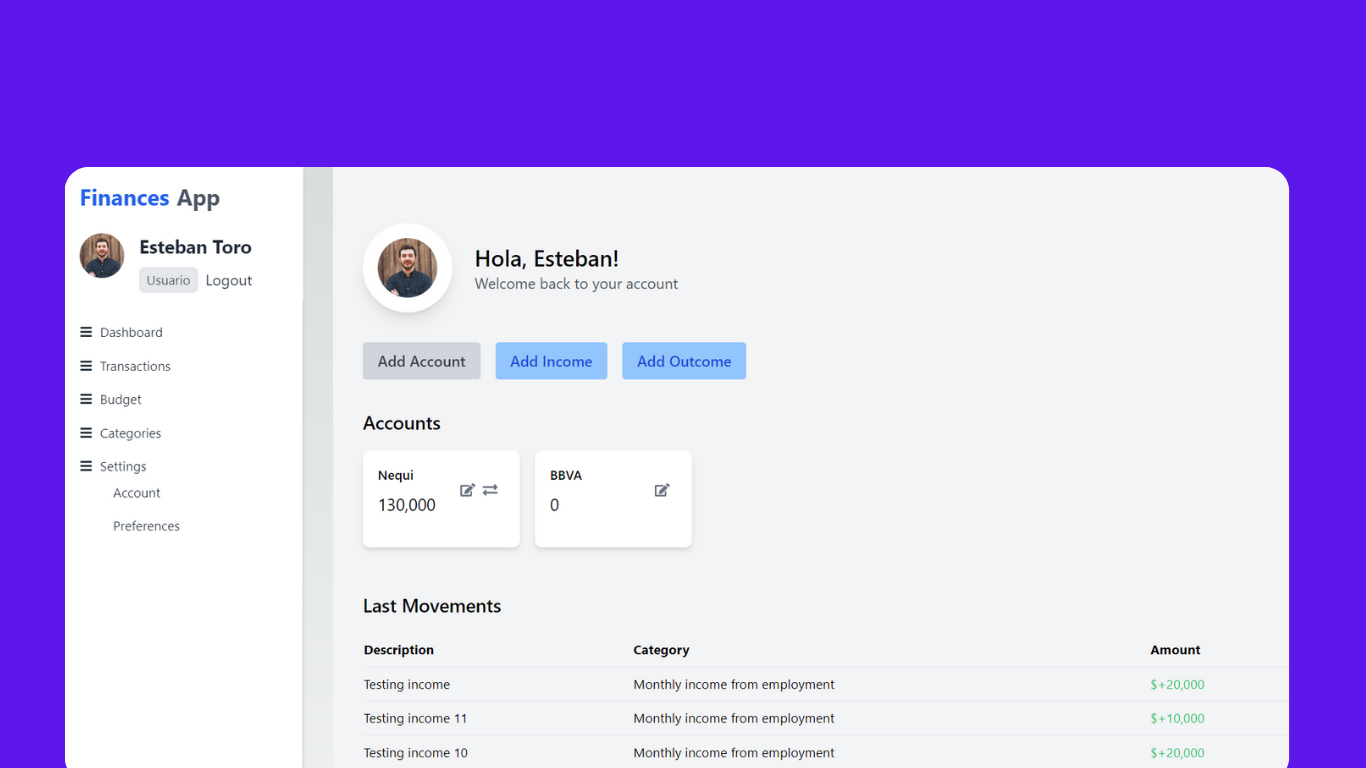 Finances App
Esteban Toro
Usuario Logout
Dashboard
Transactions
Budget
Categories
Settings
Account
Preferences
Hola, Esteban!
Welcome back to your account
Add Account Add Income Add Outcome
Accounts
Nequi
130,000
BBVA
0
Last Movements
Description Category Amount
Testing income Monthly income from employment $+20,000
Testing income 11 Monthly income from employment $+10,000
Testing income 10 Monthly income from employment $+20,000